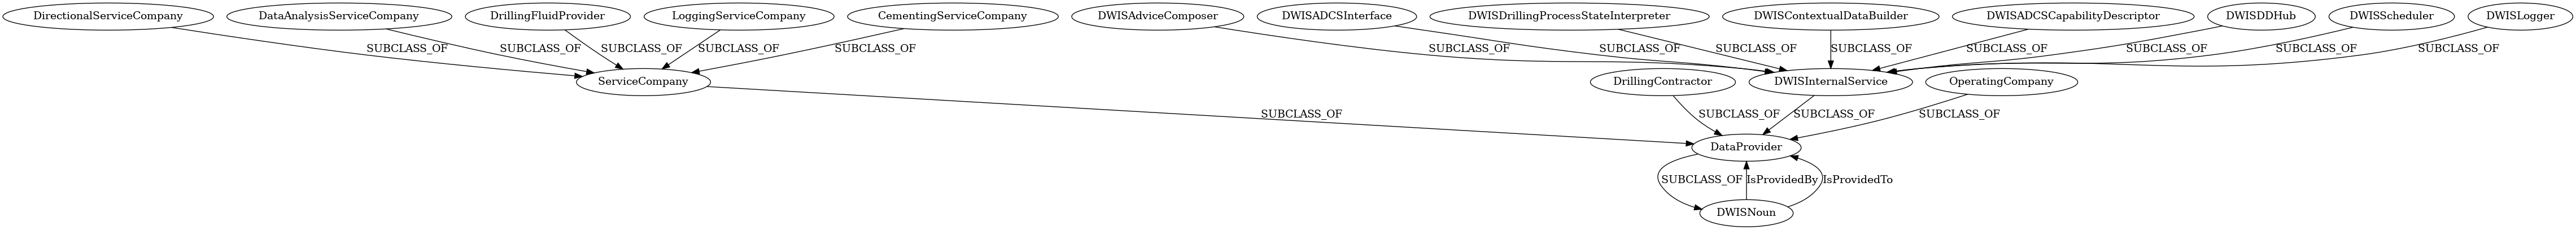 DirectionalServiceCompany
DataAnalysisServiceCompany
DrillingFluidProvider
LoggingServiceCompany
CementingServiceCompany
DWISAdviceComposer
DWISADCSInterface
DWISDrillingProcessStateInterpreter
DWISContextualDataBuilder
DWISADCSCapabilityDescriptor
DWISDDHub
DWISScheduler
DWISLogger
SUBCLASS_OF
SUBCLASS_OF
SUBCLASS_OF
SUBCLASS_OF
SUBCLASS_OF
SUBCLASS_OF
SUBCLASS_OF
SUBCLASS_OF
SUBCLASS_OF
SUBCLASS_OF
SUBCLASS_OF
SUBCLASS_OF
SUBCLASS_OF
ServiceCompany
DrillingContractor
DWISInternalService
OperatingCompany
SUBCLASS_OF
SUBCLASS_OF
SUBCLASS_OF
SUBCLASS_OF
DataProvider
SUBCLASS_OF
IsProvidedBy
IsProvidedTo
DWISNoun